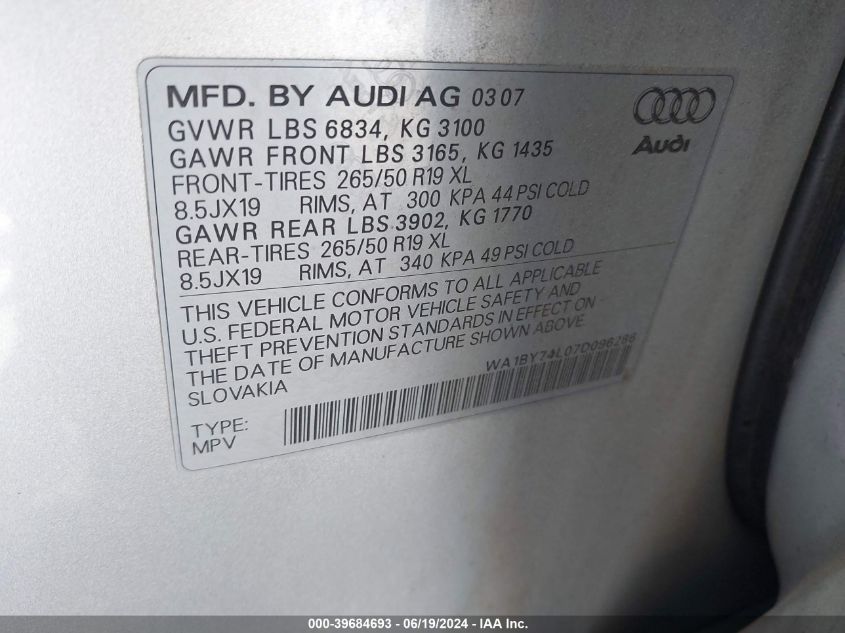 MFD. BY AUDI AG 0307
GVWR LBS 6834, KG 3100
GAWR FRONT LBS 3165, KG 1435
FRONT-TIRES 265/50 R19 XL
8.5JX19 RIMS, AT 300 KPA 44 PSI COLD
GAWR REAR LBS 3902, KG 1770
REAR-TIRES 265/50 R19 XL
8.5JX19 RIMS, AT 340 KPA 49 PSI COLD
Audi
THIS VEHICLE CONFORMS TO ALL APPLICABLE
U.S. FEDERAL MOTOR VEHICLE SAFETY AND
THEFT PREVENTION STANDARDS IN EFFECT ON
THE DATE OF MANUFACTURE SHOWN ABOVE.
SLOVAKIA
WA1BY74L07D096286
TYPE:
MPV
000-39684693 - 06/19/2024 - IAA Inc.